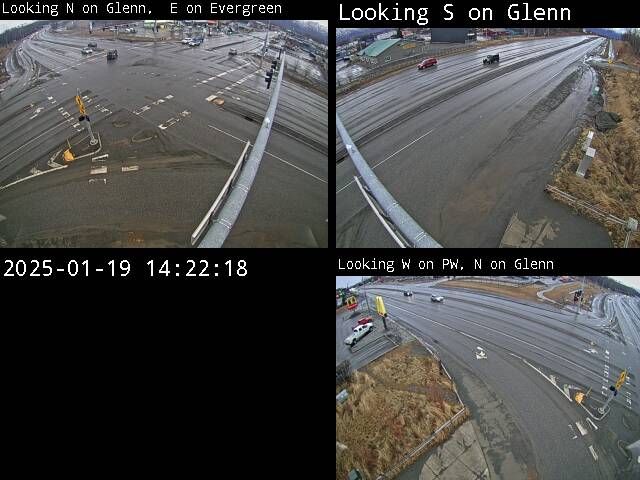 Looking N on Glenn,  E on Evergreen
Looking S on Glenn
2025-01-19 14:22:18
Looking W on PW, N on Glenn